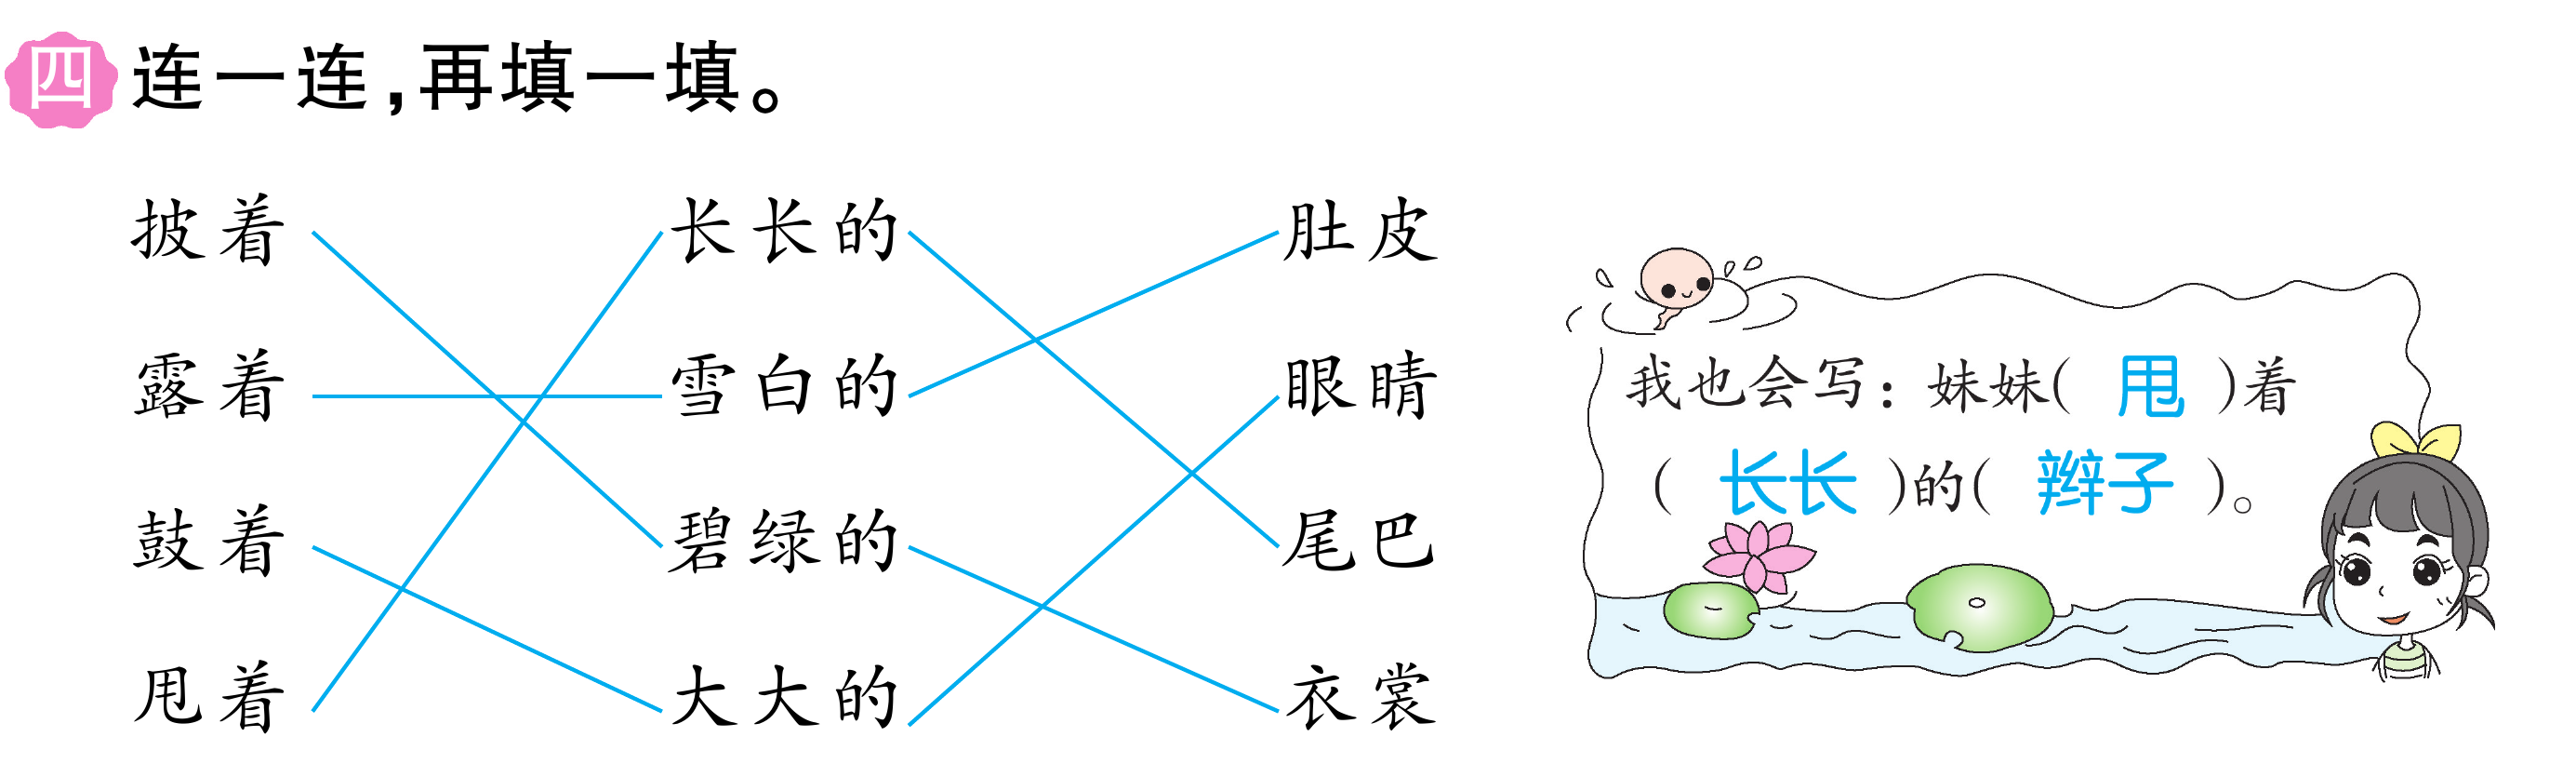 四 连一连,再填一填。
披着 长长的 肚皮
露着 雪白的 眼睛
鼓着 碧绿的 尾巴
甩着 大大的 衣裳
我也会写：妹妹( 甩 )着
( 长长 )的( 辫子 )。